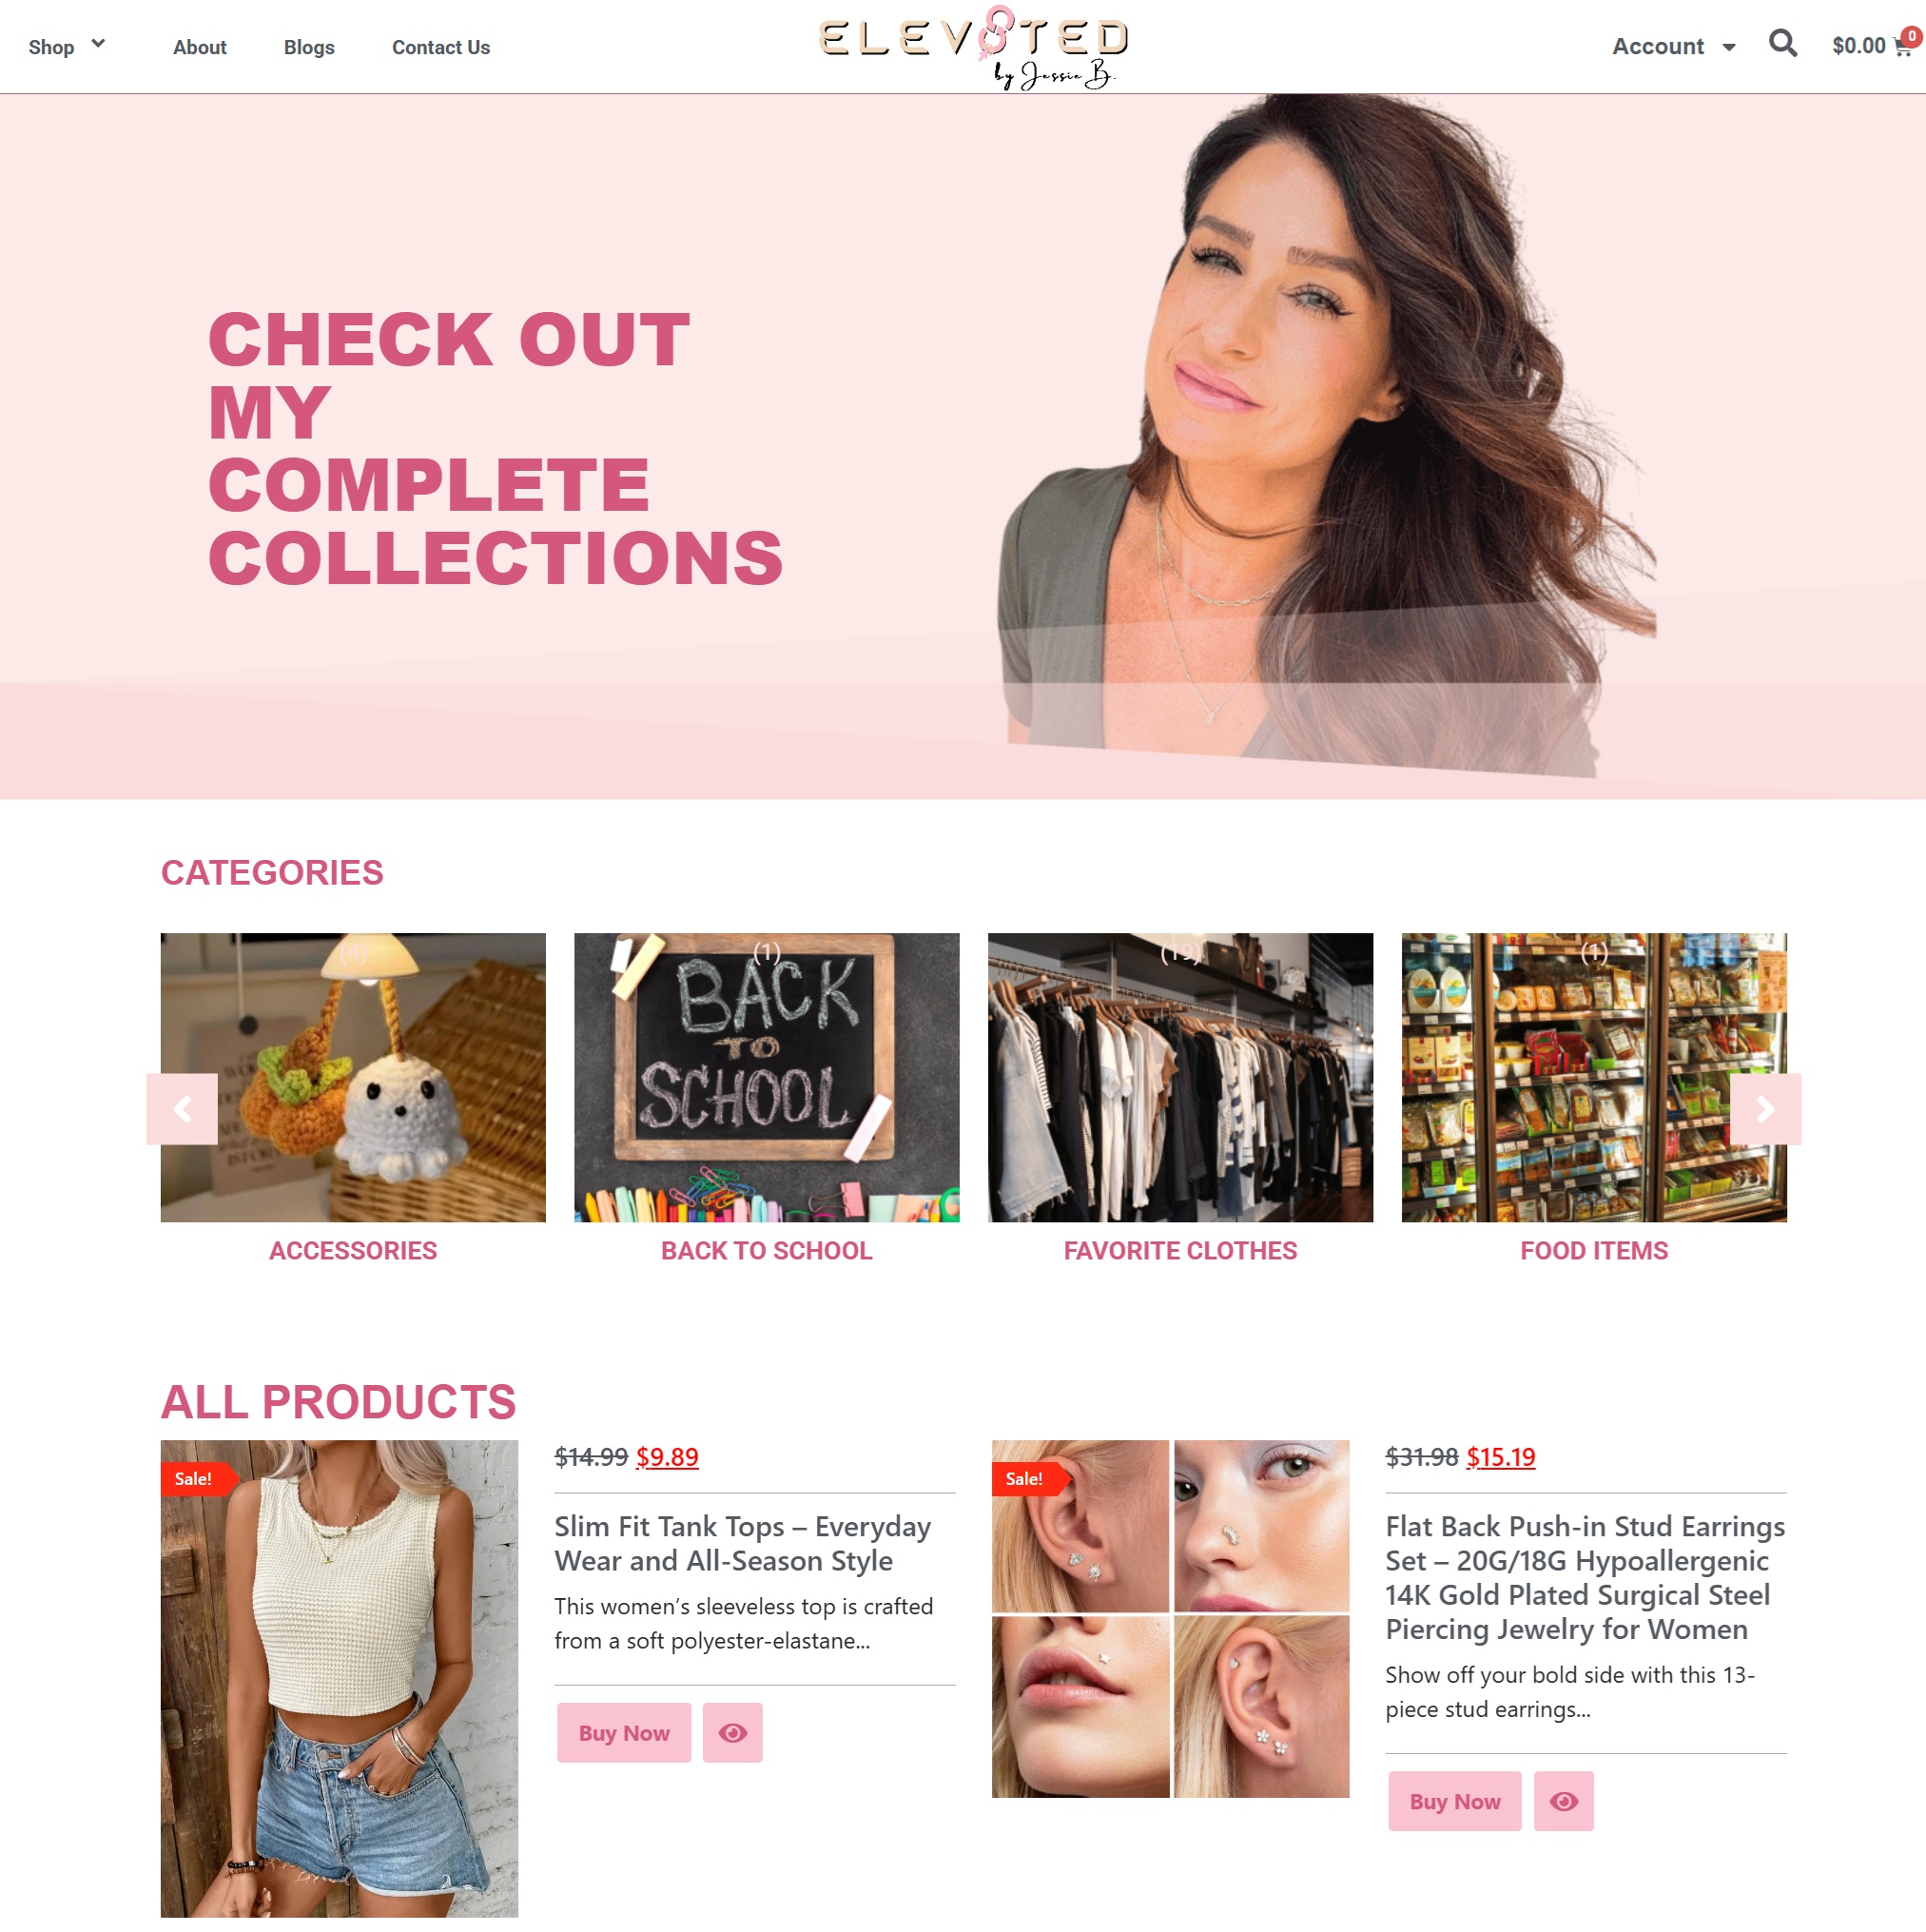 Shop
About
Blogs
Contact Us
ELEV8TED
by Jessie B.
Account
$0.00
0
CHECK OUT
MY
COMPLETE
COLLECTIONS
CATEGORIES
(4)
(1)
(19)
(1)
BACK
TO
SCHOOL
ACCESSORIES
BACK TO SCHOOL
FAVORITE CLOTHES
FOOD ITEMS
ALL PRODUCTS
Sale!
$14.99 $9.89
Slim Fit Tank Tops – Everyday
Wear and All-Season Style
This women’s sleeveless top is crafted
from a soft polyester-elastane...
Buy Now
Sale!
$31.98 $15.19
Flat Back Push-in Stud Earrings
Set – 20G/18G Hypoallergenic
14K Gold Plated Surgical Steel
Piercing Jewelry for Women
Show off your bold side with this 13-
piece stud earrings...
Buy Now